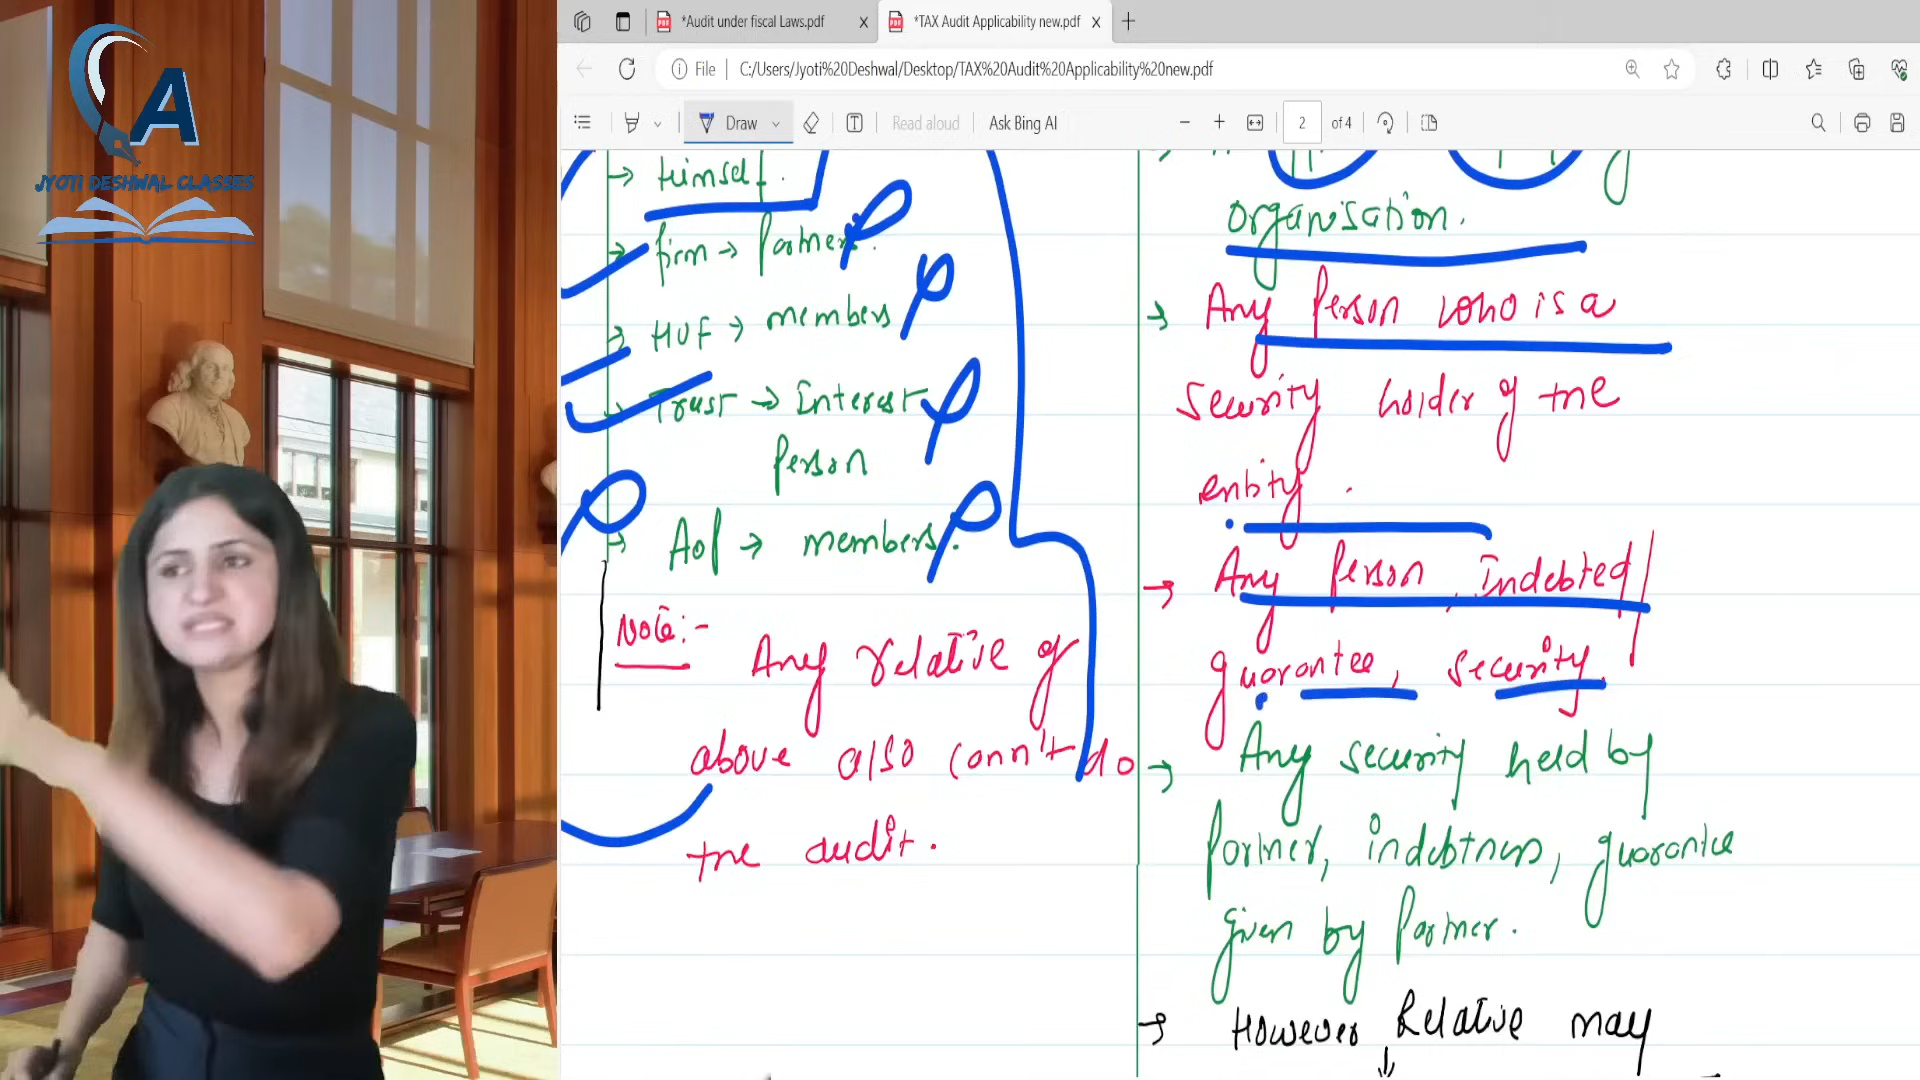 A
JYOTI DESHWAL CLASSES
*Audit under fiscal Laws.pdf
*TAX Audit Applicability new.pdf
File
C:/Users/Jyoti%20Deshwal/Desktop/TAX%20Audit%20Applicability%20new.pdf
Draw
Read aloud
Ask Bing AI
2
of 4
→ Himself.
→ firm → Partners.
→ HUF → members
→ Trust → Interest
Person
→ AoP → members.
Note:-
Any relative of
above also cann't do
the audit.
organisation.
→ Any Person who is a
security holder of the
entity.
→ Any Person, Indebted/
guarantee, security.
→ Any security held by
Partner, indebtness, guarantee
given by Partner.
→ However Relative may